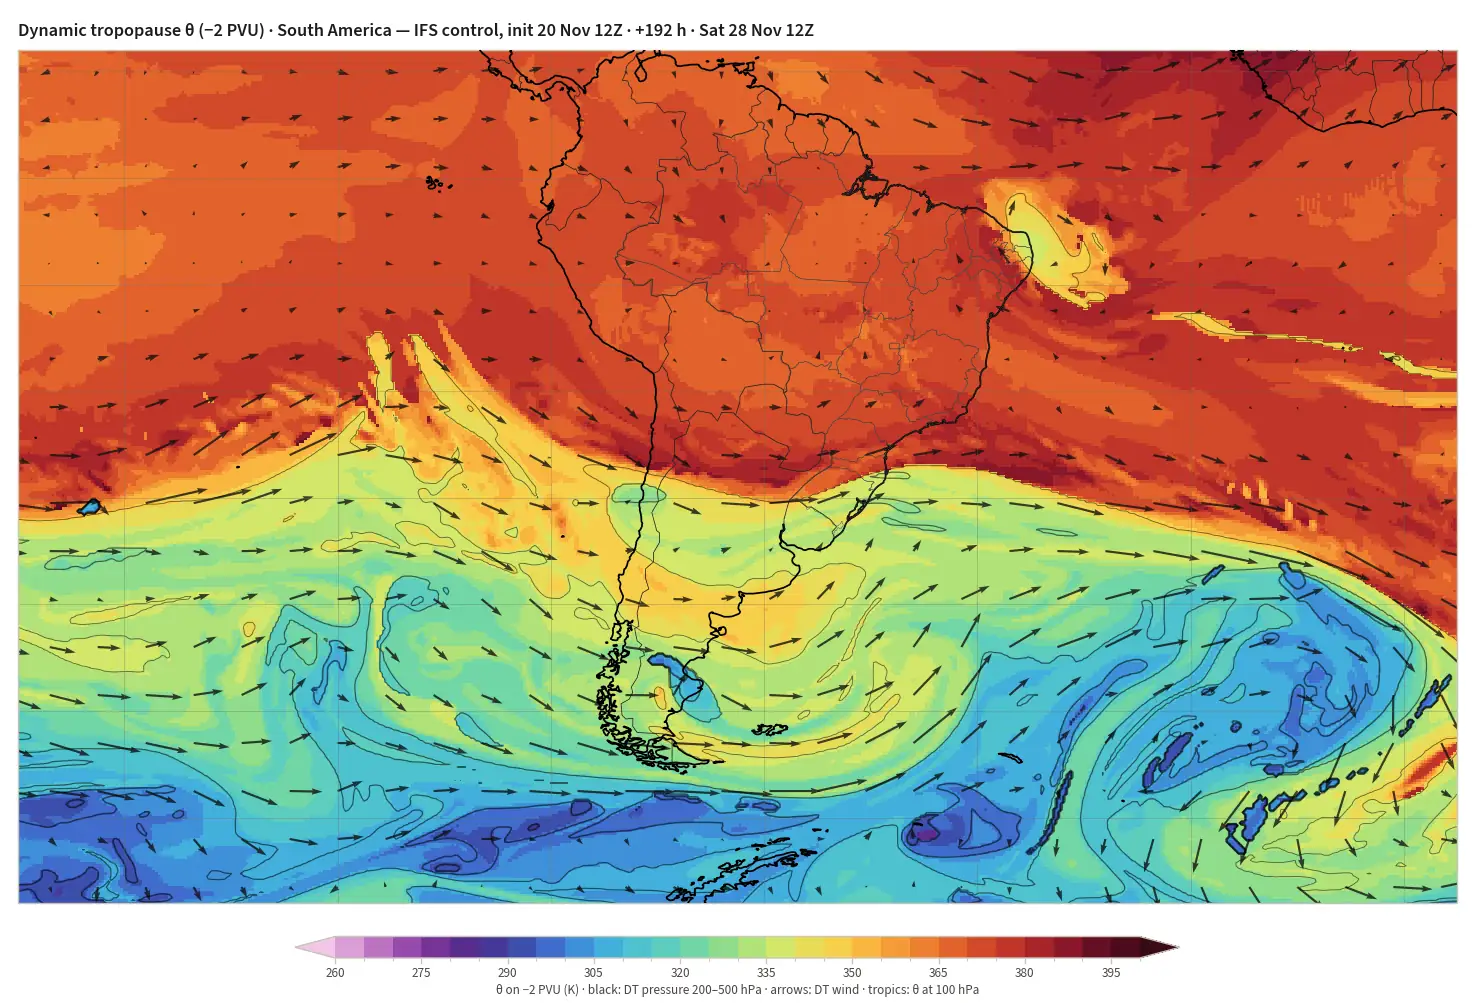 Dynamic tropopause θ (−2 PVU) · South America — IFS control, init 20 Nov 12Z · +192 h · Sat 28 Nov 12Z
260 275 290 305 320 335 350 365 380 395
θ on −2 PVU (K) · black: DT pressure 200–500 hPa · arrows: DT wind · tropics: θ at 100 hPa